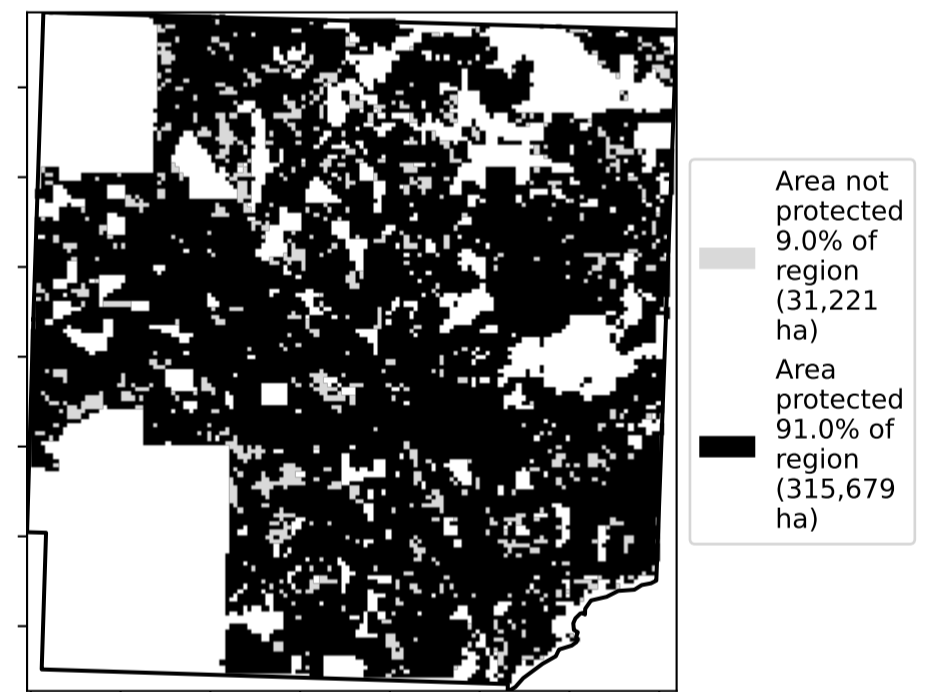 Area not
protected
9.0% of
region
(31,221
ha)
Area
protected
91.0% of
region
(315,679
ha)